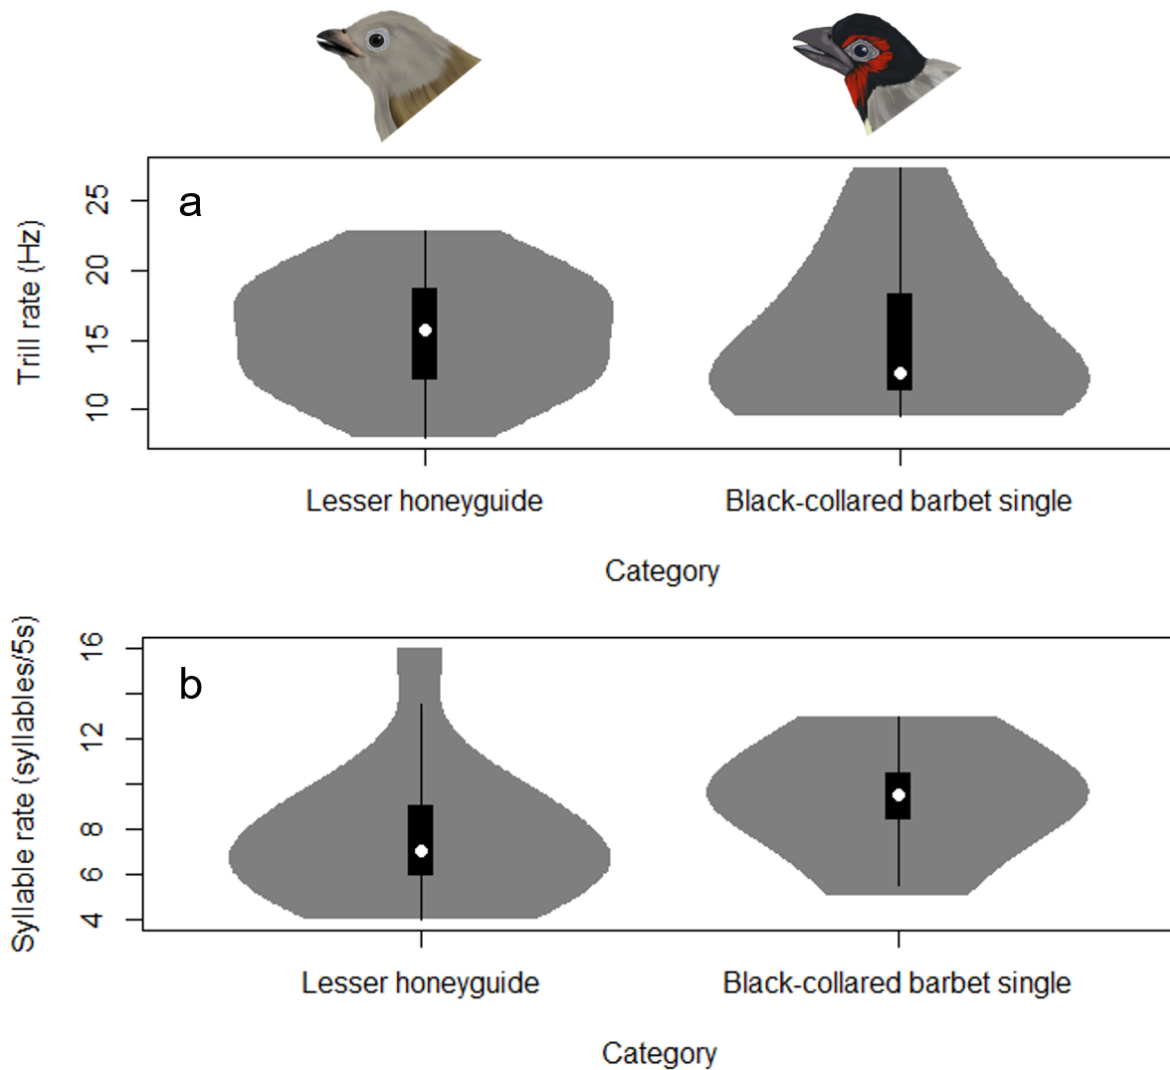 a
Trill rate (Hz)
25
20
15
10
Lesser honeyguide
Black-collared barbet single
Category
b
Syllable rate (syllables/5s)
16
12
8
6
4
Lesser honeyguide
Black-collared barbet single
Category